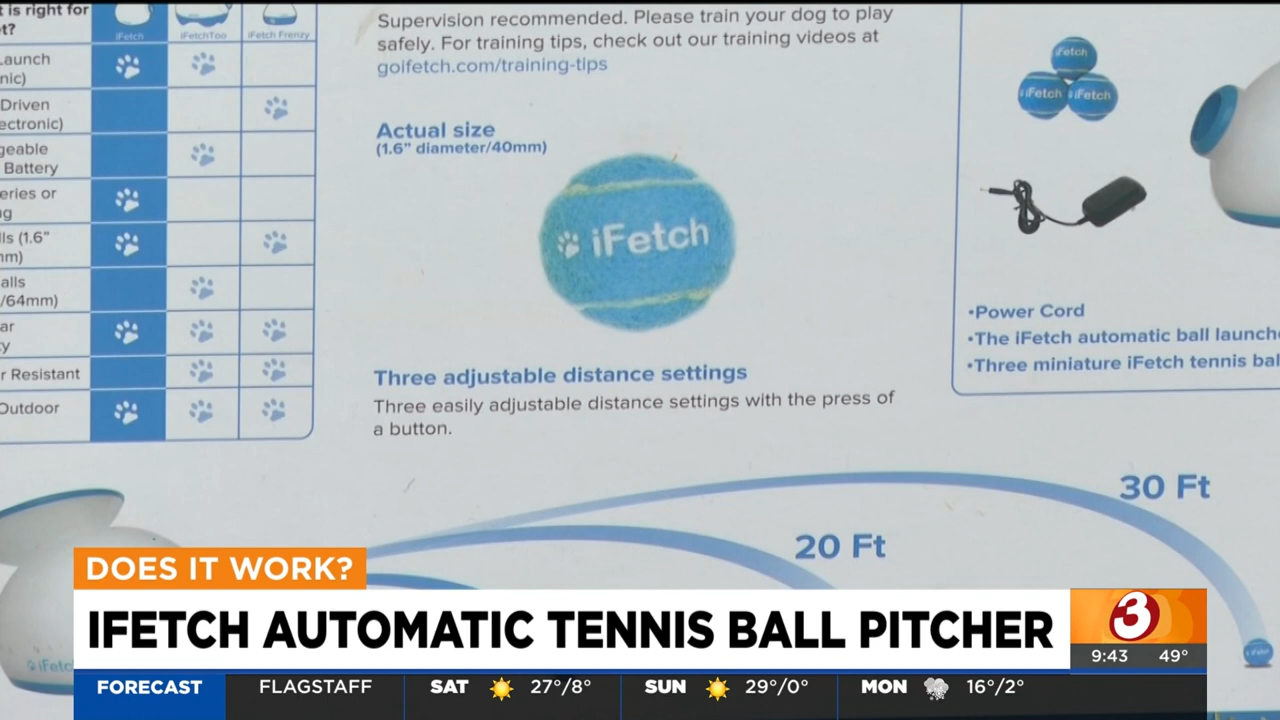 t is right for
t?
iFetch
iFetchToo
iFetch Frenzy
Launch
nic)
Driven
ectronic)
geable
Battery
eries or
ug
lls (1.6"
nm)
alls
/64mm)
ar
ty
r Resistant
Outdoor
Supervision recommended. Please train your dog to play
safely. For training tips, check out our training videos at
goifetch.com/training-tips
Actual size
(1.6" diameter/40mm)
iFetch
Three adjustable distance settings
Three easily adjustable distance settings with the press of
a button.
iFetch
iFetch
iFetch
•Power Cord
•The iFetch automatic ball launche
•Three miniature iFetch tennis bal
30 Ft
20 Ft
iFetc
DOES IT WORK?
IFETCH AUTOMATIC TENNIS BALL PITCHER
3
9:43 49°
FORECAST FLAGSTAFF SAT 27°/8° SUN 29°/0° MON 16°/2°